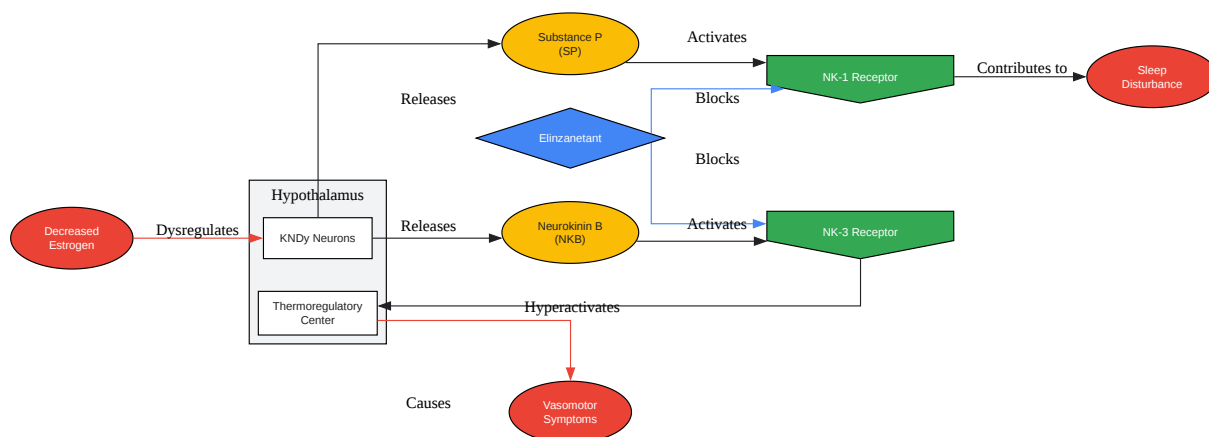 Substance P
(SP)
Activates
NK-1 Receptor
Contributes to
Sleep
Disturbance
Releases
Blocks
Elinzanetant
Blocks
Hypothalamus
Decreased
Estrogen
Dysregulates
KNDy Neurons
Releases
Neurokinin B
(NKB)
Activates
NK-3 Receptor
Thermoregulatory
Center
Hyperactivates
Causes
Vasomotor
Symptoms